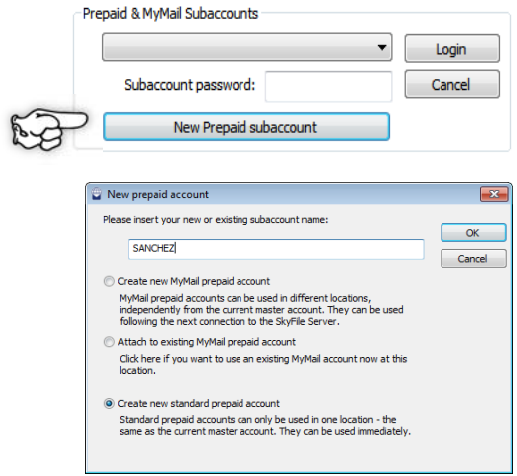 Prepaid & MyMail Subaccounts
Login
Subaccount password:
Cancel
New Prepaid subaccount
New prepaid account
Please insert your new or existing subaccount name:
OK
SANCHEZ
Cancel
Create new MyMail prepaid account
MyMail prepaid accounts can be used in different locations,
independently from the current master account. They can be used
following the next connection to the SkyFile Server.
Attach to existing MyMail prepaid account
Click here if you want to use an existing MyMail account now at this
location.
Create new standard prepaid account
Standard prepaid accounts can only be used in one location - the
same as the current master account. They can be used immediately.